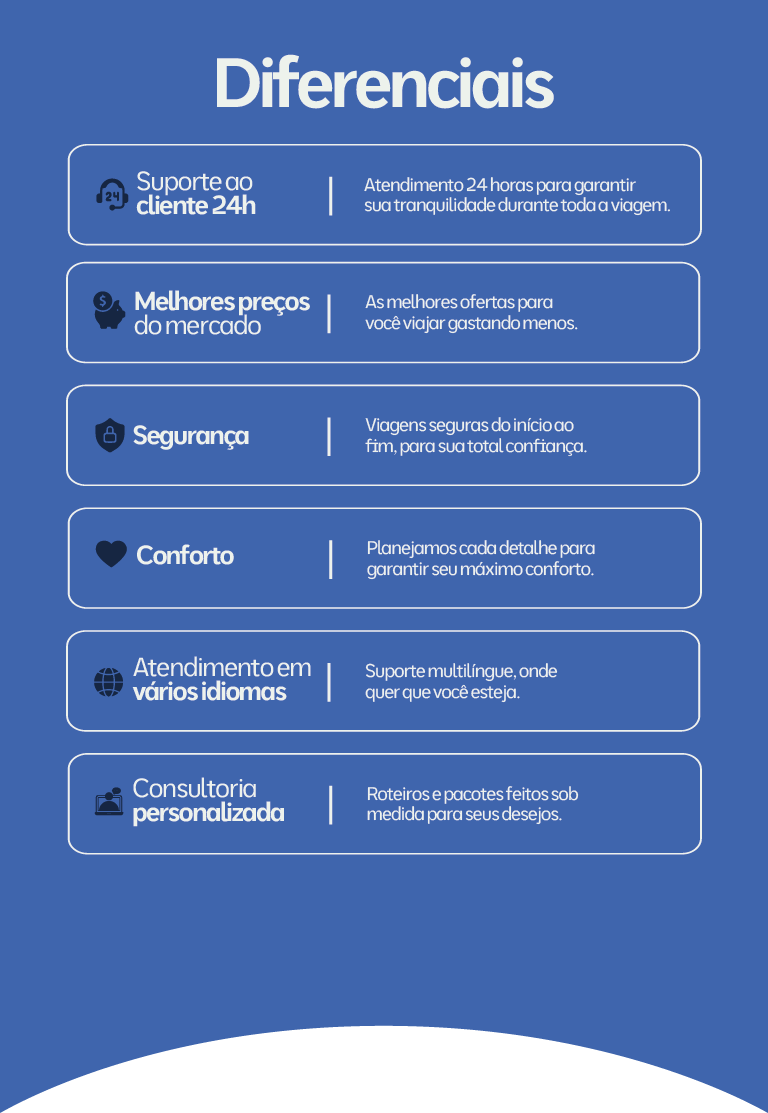 Diferenciais
Suporte ao
cliente 24h
Atendimento 24 horas para garantir
sua tranquilidade durante toda a viagem.
Melhores preços
do mercado
As melhores ofertas para
você viajar gastando menos.
Segurança
Viagens seguras do início ao
fim, para sua total confiança.
Conforto
Planejamos cada detalhe para
garantir seu máximo conforto.
Atendimento em
vários idiomas
Suporte multilíngue, onde
quer que você esteja.
Consultoria
personalizada
Roteiros e pacotes feitos sob
medida para seus desejos.
24
$